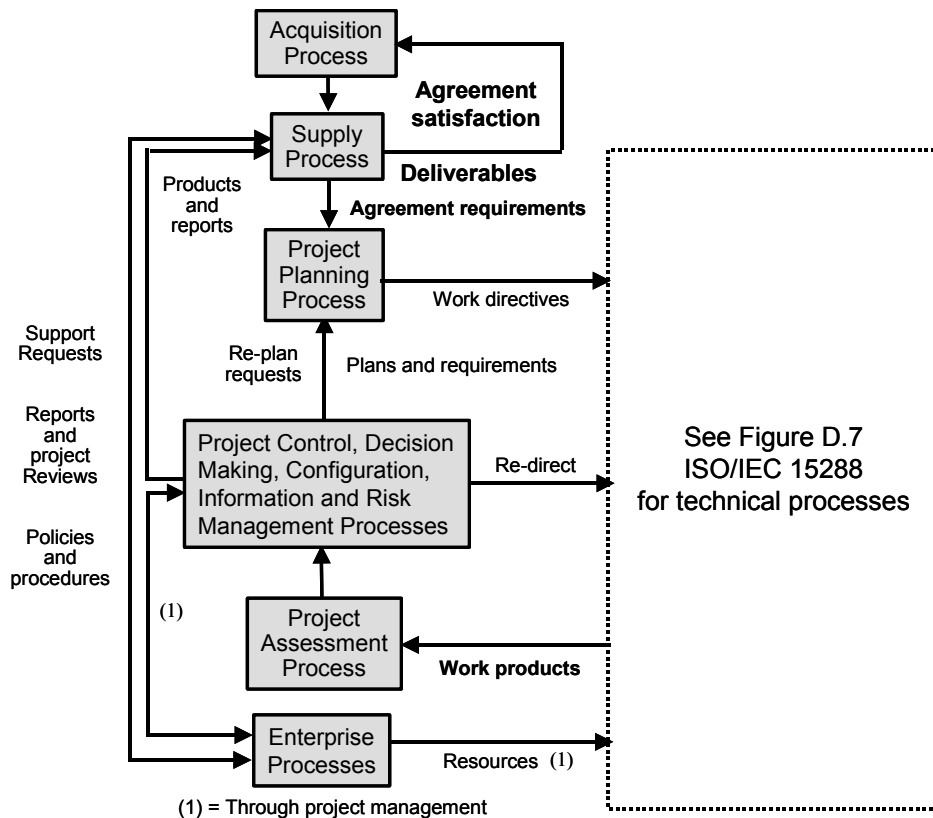 Acquisition
Process
Agreement
satisfaction
Supply
Process
Deliverables
Products
and
reports
Agreement requirements
Project
Planning
Process
Work directives
Support
Requests
Re-plan
requests
Plans and requirements
Reports
and
project
Reviews
Project Control, Decision
Making, Configuration,
Information and Risk
Management Processes
Re-direct
See Figure D.7
ISO/IEC 15288
for technical processes
Policies
and
procedures
(1)
Project
Assessment
Process
Work products
Enterprise
Processes
Resources (1)
(1) = Through project management